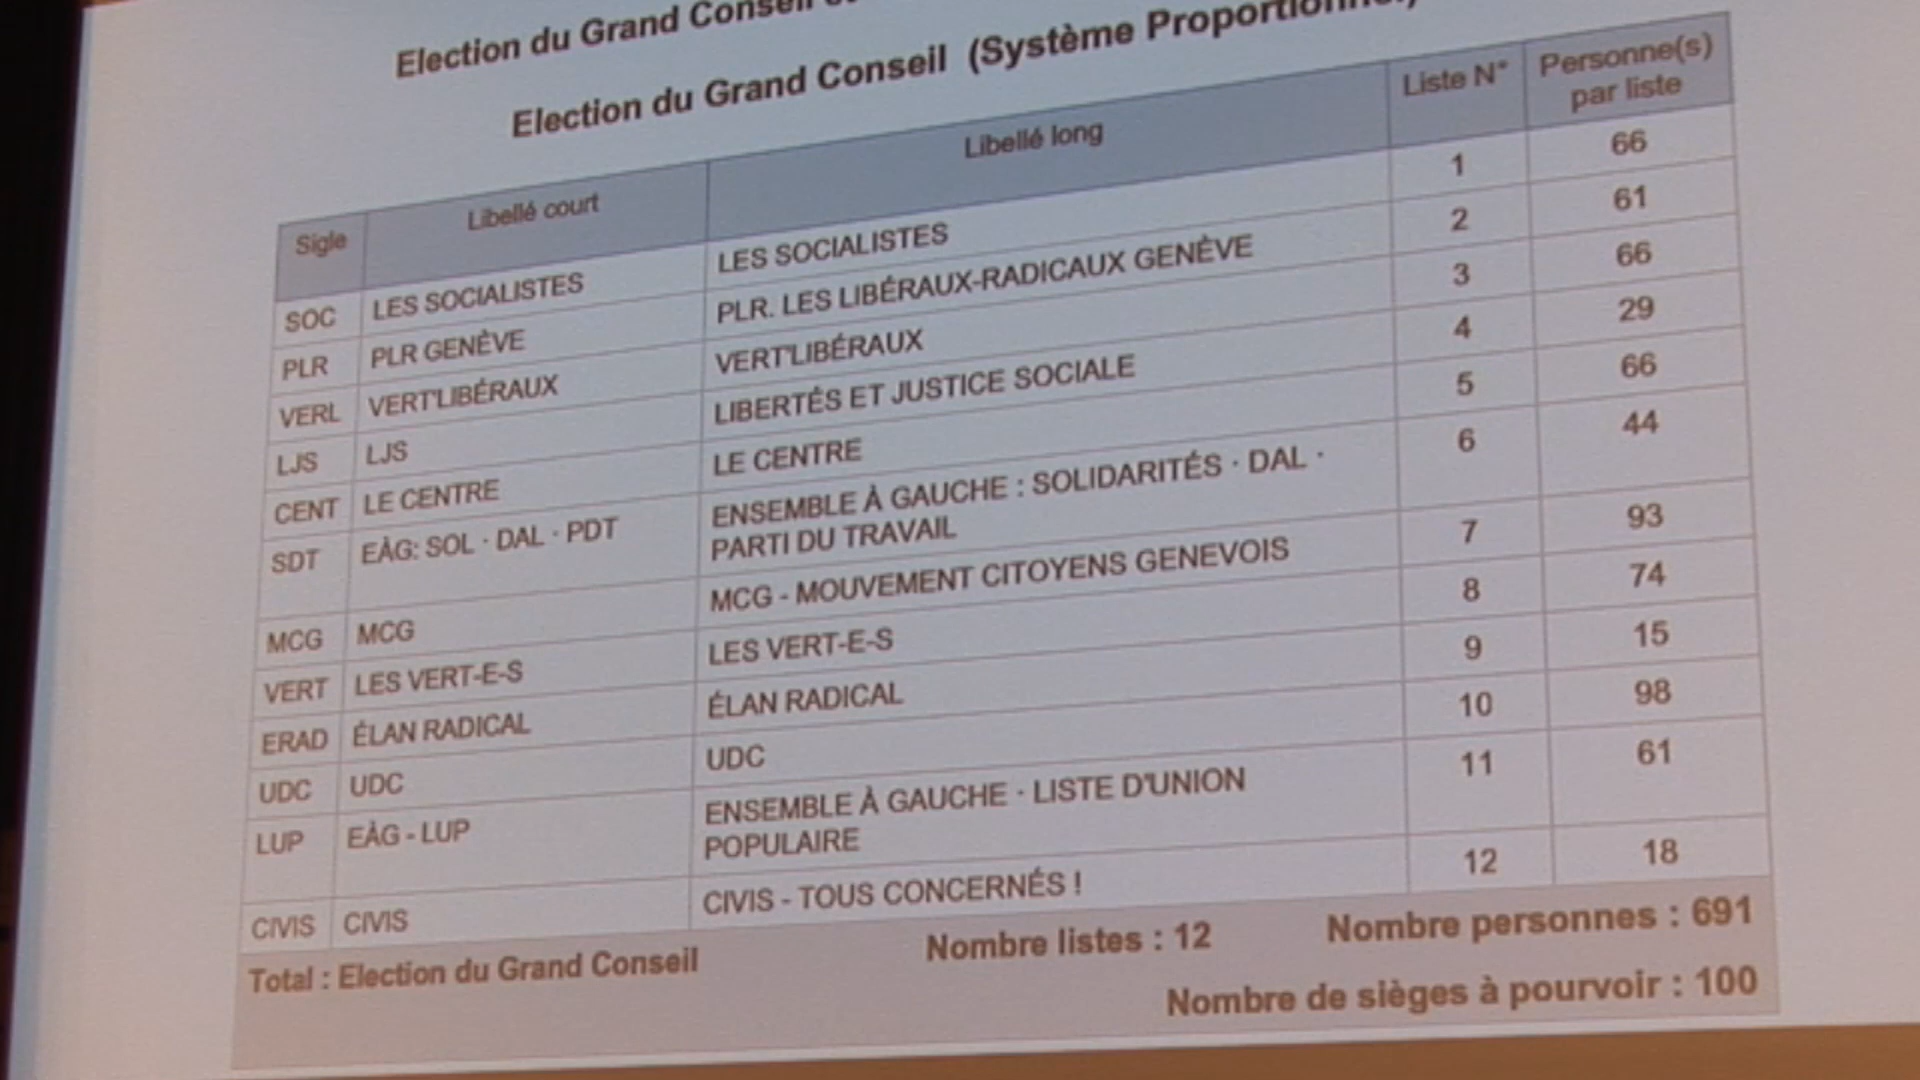 Election du Grand Conseil
Election du Grand Conseil (Système Proportionnel)
Sigle Libellé court Libellé long Liste N° Personne(s) par liste
SOC LES SOCIALISTES LES SOCIALISTES 1 66
PLR PLR GENÈVE PLR. LES LIBÉRAUX-RADICAUX GENÈVE 2 61
VERL VERT'LIBÉRAUX VERT'LIBÉRAUX 3 66
LJS LJS LIBERTÉS ET JUSTICE SOCIALE 4 29
CENT LE CENTRE LE CENTRE 5 66
SDT EÀG: SOL · DAL · PDT ENSEMBLE À GAUCHE : SOLIDARITÉS · DAL · 6 44
PARTI DU TRAVAIL
MCG MCG MCG - MOUVEMENT CITOYENS GENEVOIS 7 93
VERT LES VERT-E-S LES VERT-E-S 8 74
ERAD ÉLAN RADICAL ÉLAN RADICAL 9 15
UDC UDC UDC 10 98
LUP EÀG - LUP ENSEMBLE À GAUCHE · LISTE D'UNION 11 61
POPULAIRE
CIVIS CIVIS CIVIS - TOUS CONCERNÉS ! 12 18
Total : Election du Grand Conseil Nombre listes : 12 Nombre personnes : 691
Nombre de sièges à pourvoir : 100